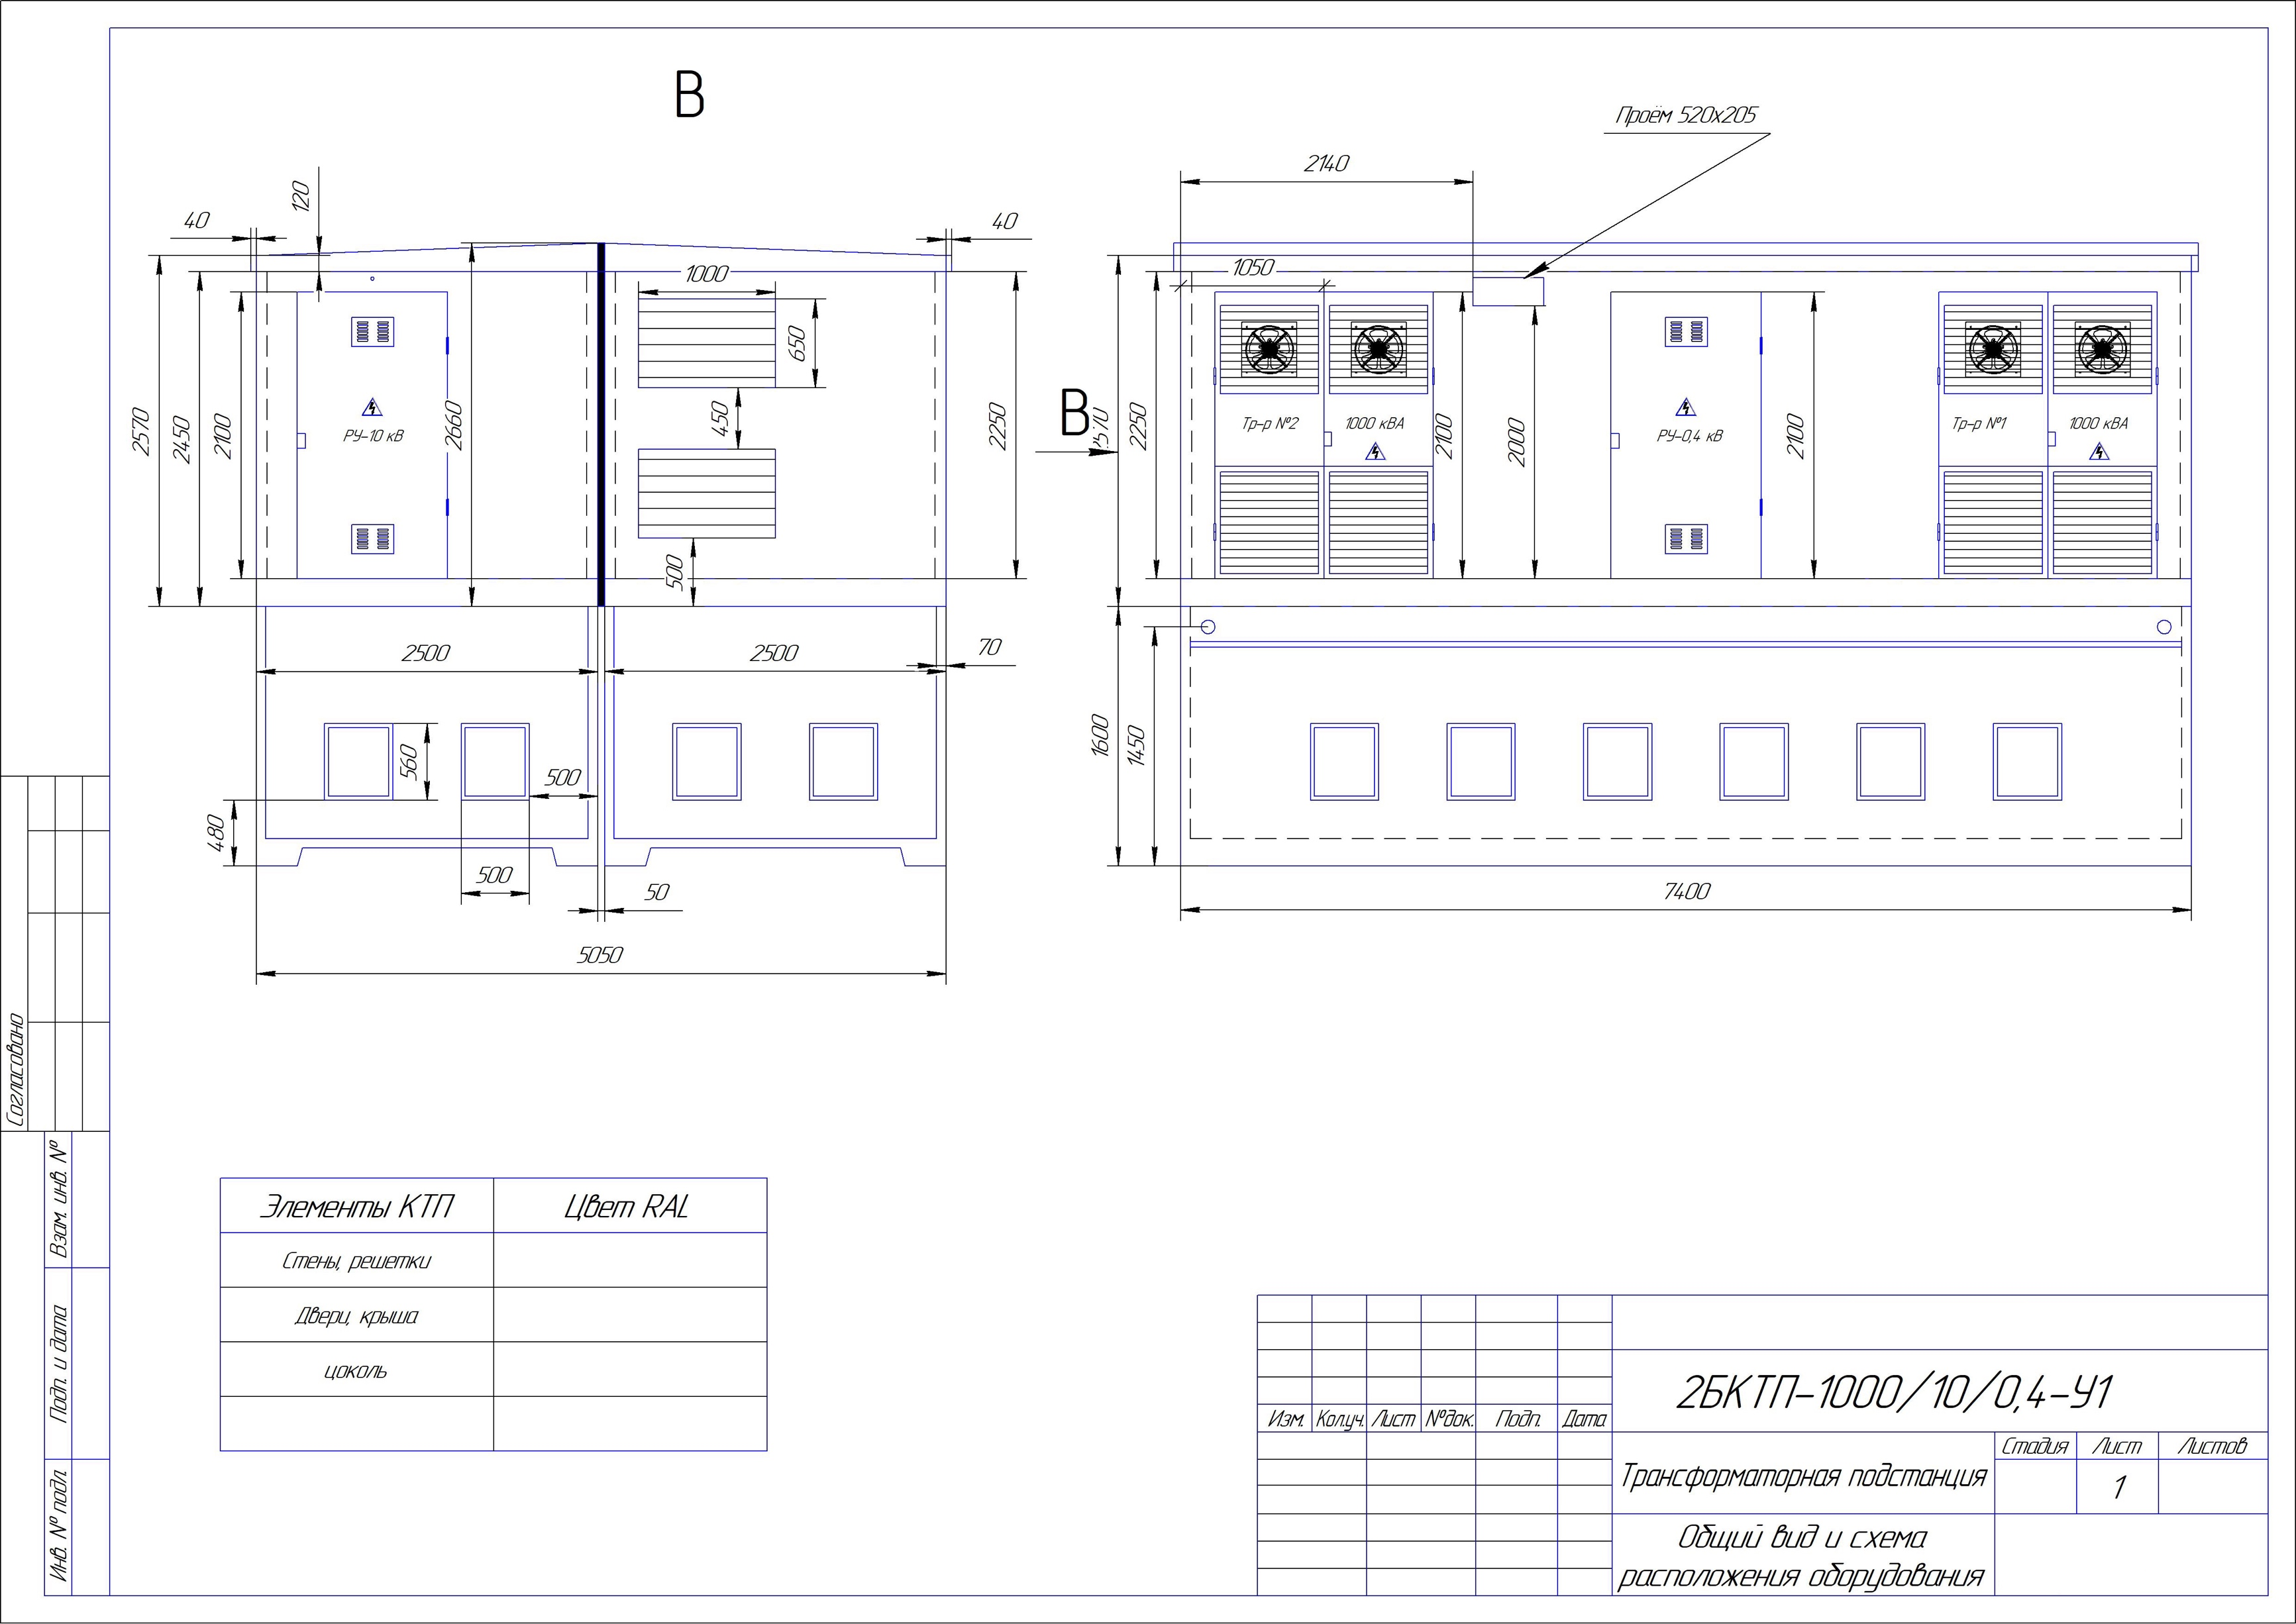 В
Проём 520х205
2140
120
40
40
1050
1000
650
450
500
2570
2450
2100
РУ-10 кВ
2660
2250
В
2250
Тр-р №2
1000 кВА
2100
2000
РУ-0,4 кВ
2100
Тр-р №1
1000 кВА
2500
2500
70
560
500
480
500
50
5050
1600
1450
7400
Согласовано
Взам. инв. №
Подп. и дата
Инв. № подл.
Элементы КТП Цвет RAL
Стены, решетки
Двери, крыша
цоколь
2БКТП-1000/10/0,4-У1
Изм. Кол.уч. Лист №док. Подп. Дата
Трансформаторная подстанция
Стадия Лист Листов
1
Общий вид и схема
расположения оборудования